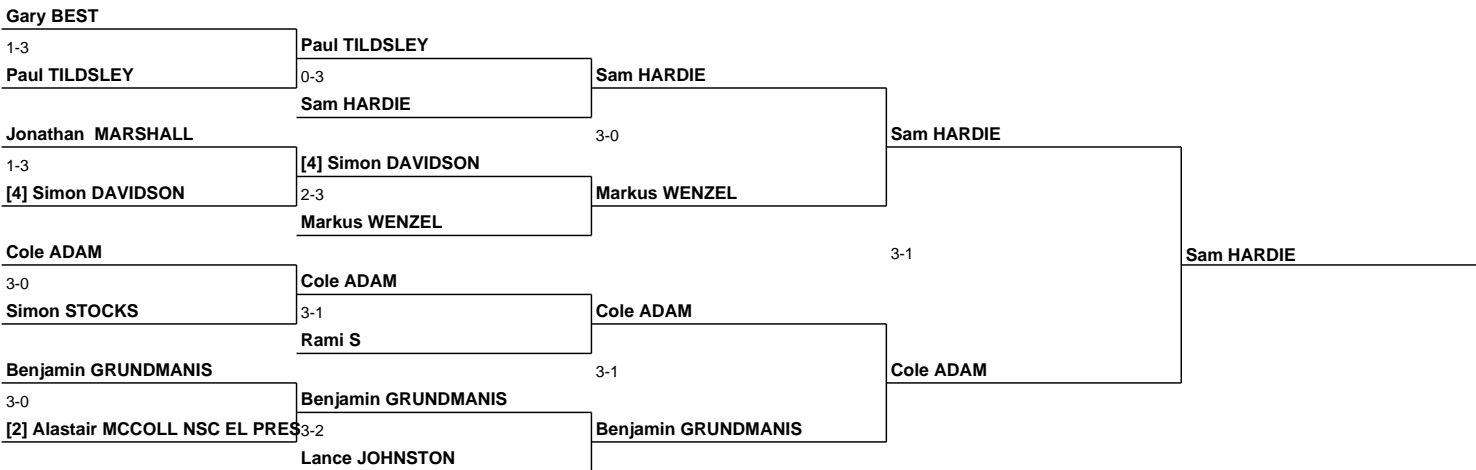 Gary BEST
1-3
Paul TILDSLEY
Jonathan  MARSHALL
1-3
[4] Simon DAVIDSON
Cole ADAM
3-0
Simon STOCKS
Benjamin GRUNDMANIS
3-0
[2] Alastair MCCOLL NSC EL PRES
Paul TILDSLEY
0-3
Sam HARDIE
[4] Simon DAVIDSON
2-3
Markus WENZEL
Cole ADAM
3-1
Rami S
Benjamin GRUNDMANIS
3-2
Lance JOHNSTON
Sam HARDIE
3-0
Markus WENZEL
Cole ADAM
3-1
Benjamin GRUNDMANIS
Sam HARDIE
3-1
Cole ADAM
Sam HARDIE